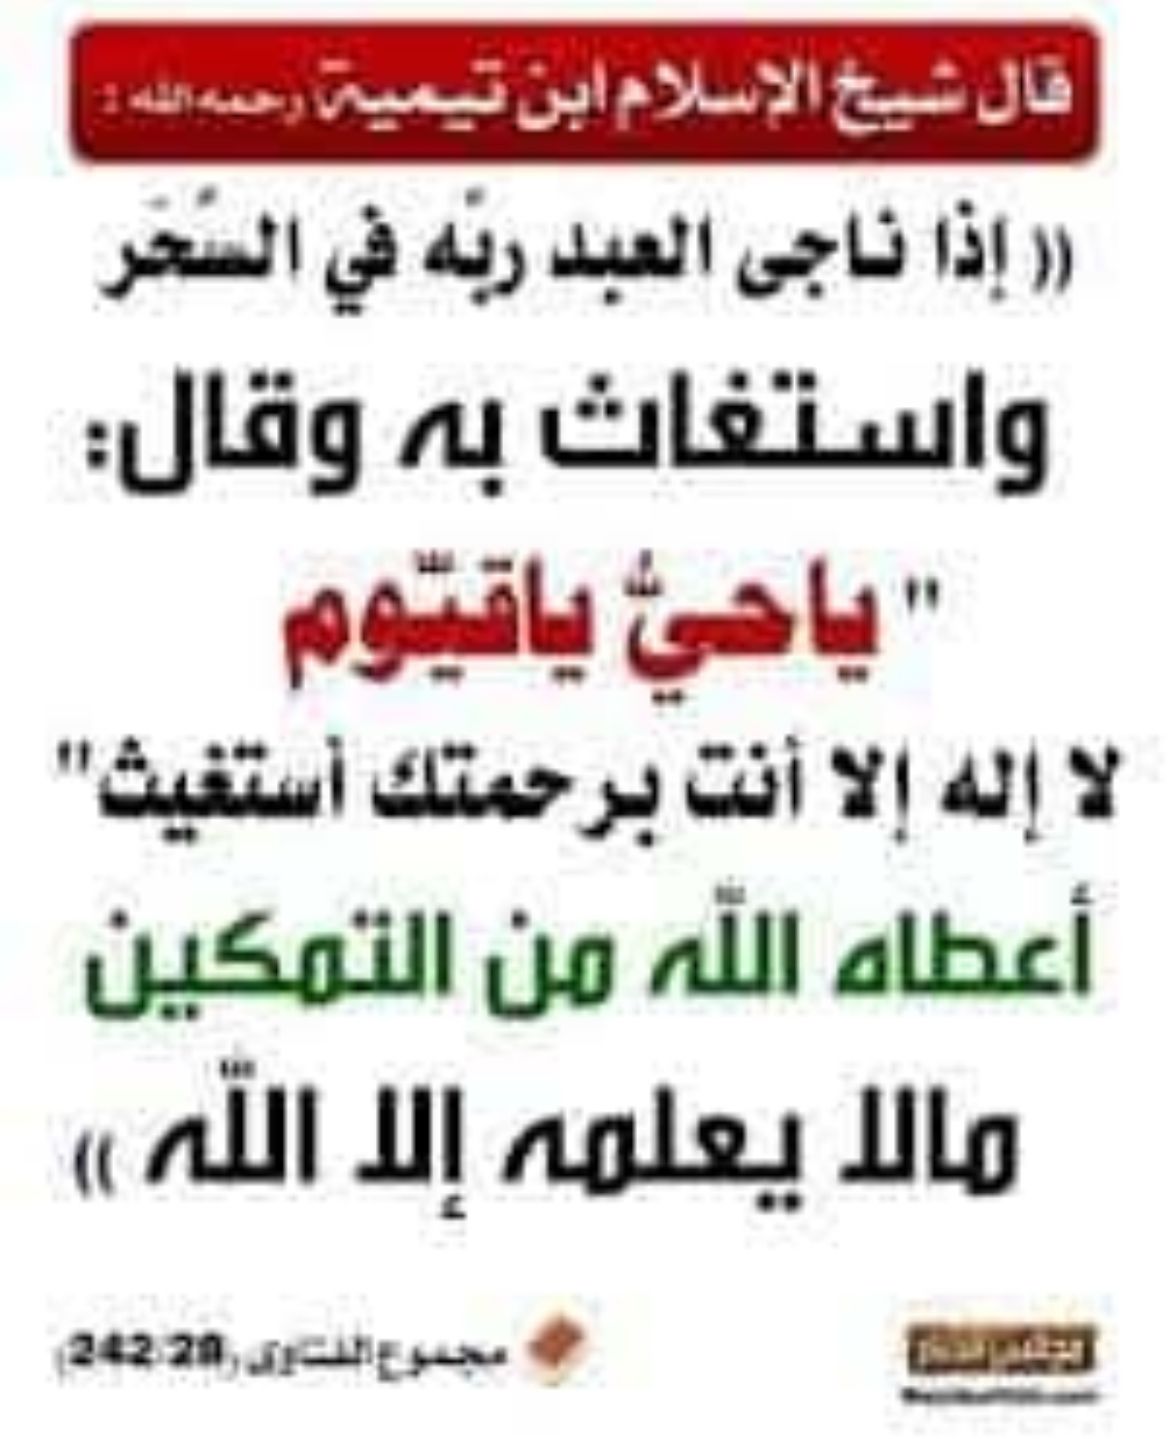 قال شيخ الإسلام ابن تيمية رحمه الله :
(( إذا ناجى العبد ربّه في السَّحَر
واستغاث به وقال:
" ياحيُّ ياقيّوم
لا إله إلا أنت برحمتك أستغيث"
أعطاه الله من التمكين
مالا يعلمه إلا الله ))
مجموع الفتاوى (242/28)